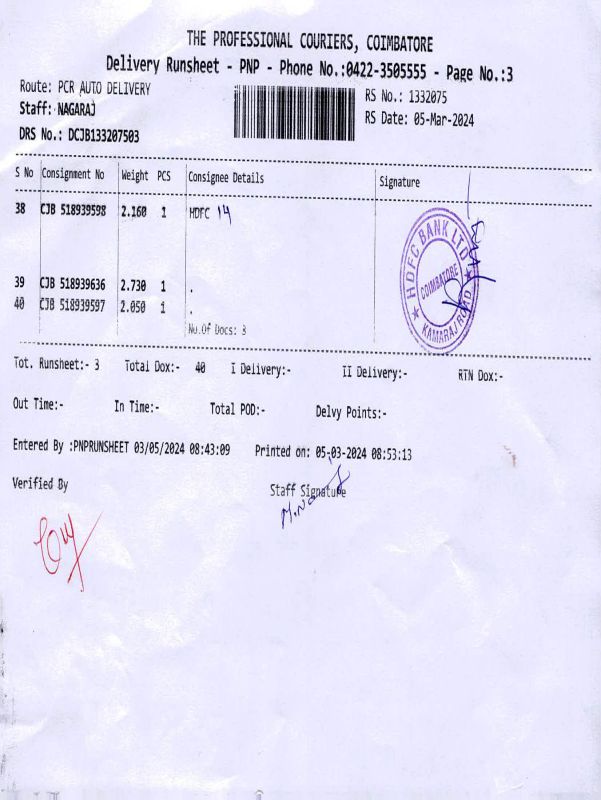 THE PROFESSIONAL COURIERS, COIMBATORE
Delivery Runsheet - PNP - Phone No.:0422-3505555 - Page No.:3
Route: PCR AUTO DELIVERY
RS No.: 1332075
Staff: NAGARAJ
RS Date: 05-Mar-2024
DRS No.: DCJB133207503
S No Consignment No Weight PCS Consignee Details Signature
38 CJB 518939598 2.160 1 HDFC 14
HDFC BANK LTD
COIMBATORE
KAMARAJ ROAD
39 CJB 518939636 2.730 1 .
40 CJB 518939597 2.050 1 .
No.Of Docs: 3
Tot. Runsheet:- 3 Total Dox:- 40 I Delivery:- II Delivery:- RTN Dox:-
Out Time:- In Time:- Total POD:- Delvy Points:-
Entered By :PNPRUNSHEET 03/05/2024 08:43:09 Printed on: 05-03-2024 08:53:13
Verified By Staff Signature